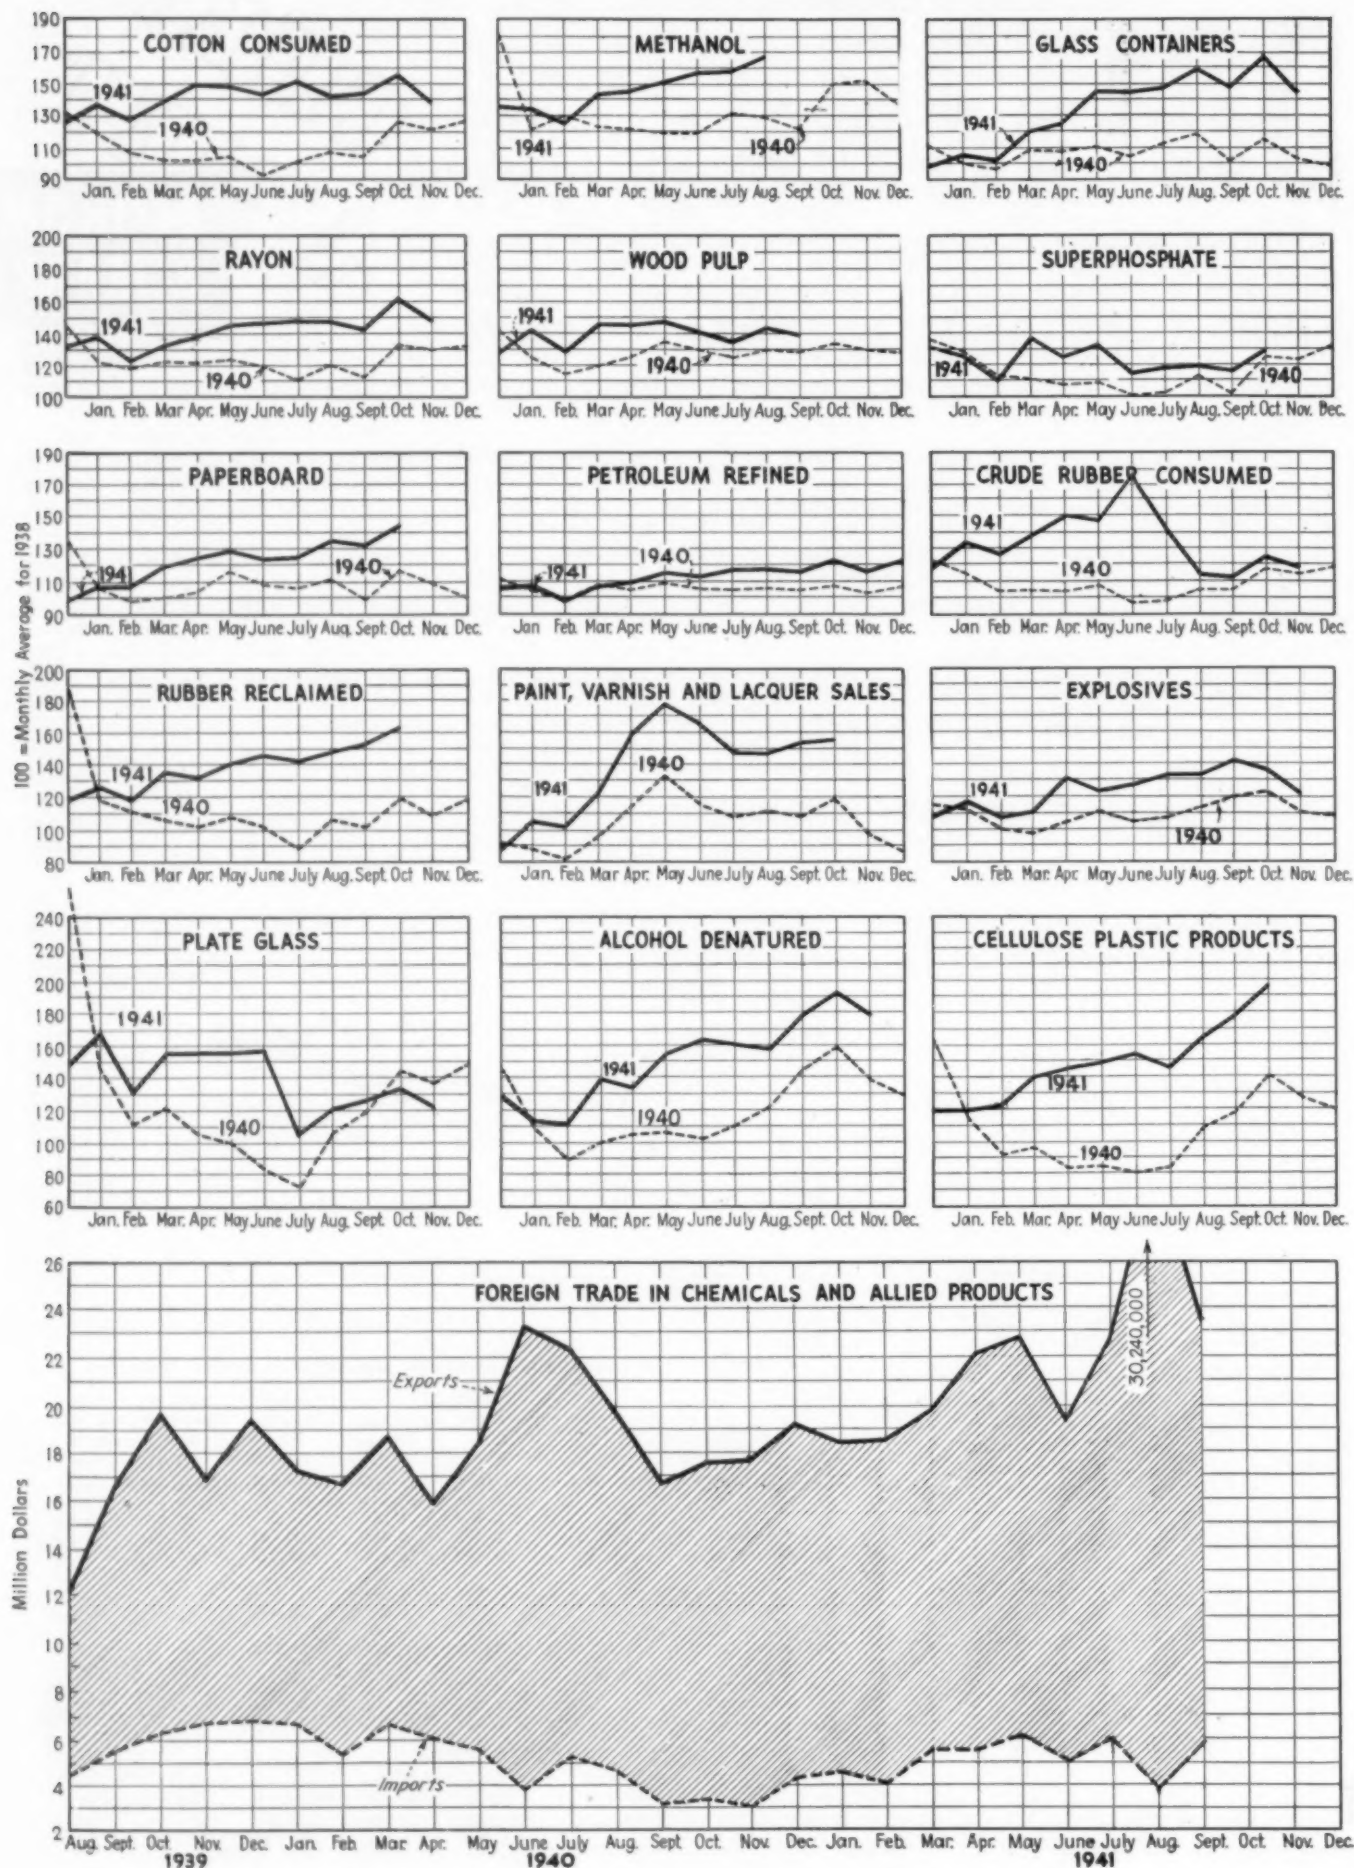 COTTON CONSUMED
190
170
150
130
110
90
1941
1940
Jan. Feb. Mar. Apr. May June July Aug. Sept Oct. Nov. Dec.
METHANOL
1941
1940
Jan. Feb. Mar Apr. May June July Aug. Sept Oct. Nov. Dec.
GLASS CONTAINERS
1941
1940
Jan. Feb. Mar. Apr. May June July Aug. Sept. Oct. Nov. Dec.
RAYON
200
180
160
140
120
100
1941
1940
Jan. Feb. Mar Apr. May June July Aug. Sept. Oct Nov. Dec.
WOOD PULP
1941
1940
Jan. Feb. Mar Apr. May June July Aug. Sept. Oct. Nov. Dec.
SUPERPHOSPHATE
1941
1940
Jan. Feb. Mar Apr. May June July Aug. Sept. Oct. Nov. Dec.
100 = Monthly Average for 1938
PAPERBOARD
190
170
150
130
110
90
1941
1940
Jan. Feb. Mar. Apr. May June July Aug. Sept. Oct. Nov. Dec.
PETROLEUM REFINED
1941
1940
Jan Feb. Mar. Apr. May June July Aug. Sept. Oct. Nov. Dec.
CRUDE RUBBER CONSUMED
1941
1940
Jan. Feb. Mar. Apr. May June July Aug. Sept. Oct. Nov. Dec.
RUBBER RECLAIMED
200
180
160
140
120
100
80
1941
1940
Jan. Feb. Mar Apr. May June July Aug. Sept. Oct Nov. Dec.
PAINT, VARNISH AND LACQUER SALES
1941
1940
Jan. Feb. Mar Apr. May June July Aug. Sept. Oct. Nov. Dec.
EXPLOSIVES
1941
1940
Jan. Feb. Mar. Apr. May June July Aug. Sept. Oct. Nov. Dec.
PLATE GLASS
240
220
200
180
160
140
120
100
80
60
1941
1940
Jan. Feb. Mar. Apr. May June July Aug. Sept. Oct. Nov. Dec.
ALCOHOL DENATURED
1941
1940
Jan. Feb. Mar. Apr. May June July Aug. Sept. Oct. Nov. Dec.
CELLULOSE PLASTIC PRODUCTS
1941
1940
Jan. Feb. Mar. Apr. May June July Aug. Sept. Oct. Nov. Dec.
FOREIGN TRADE IN CHEMICALS AND ALLIED PRODUCTS
Million Dollars
26
24
22
20
18
16
14
12
10
8
6
4
2
Exports
Imports
30,240,000
Aug. Sept. Oct. Nov. Dec. Jan. Feb. Mar. Apr. May June July Aug. Sept Oct. Nov. Dec. Jan. Feb. Mar. Apr. May June July Aug. Sept. Oct. Nov. Dec.
1939 1940 1941